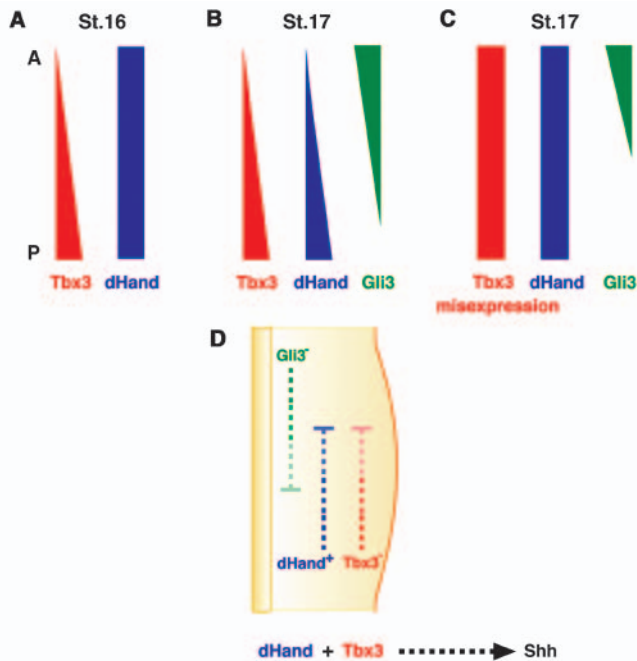 A St.16
B St.17
C St.17
A
P
Tbx3 dHand
Tbx3 dHand Gli3
Tbx3 dHand Gli3
misexpression
D
Gli3⁻
dHand⁺ Tbx3⁻
dHand + Tbx3 Shh